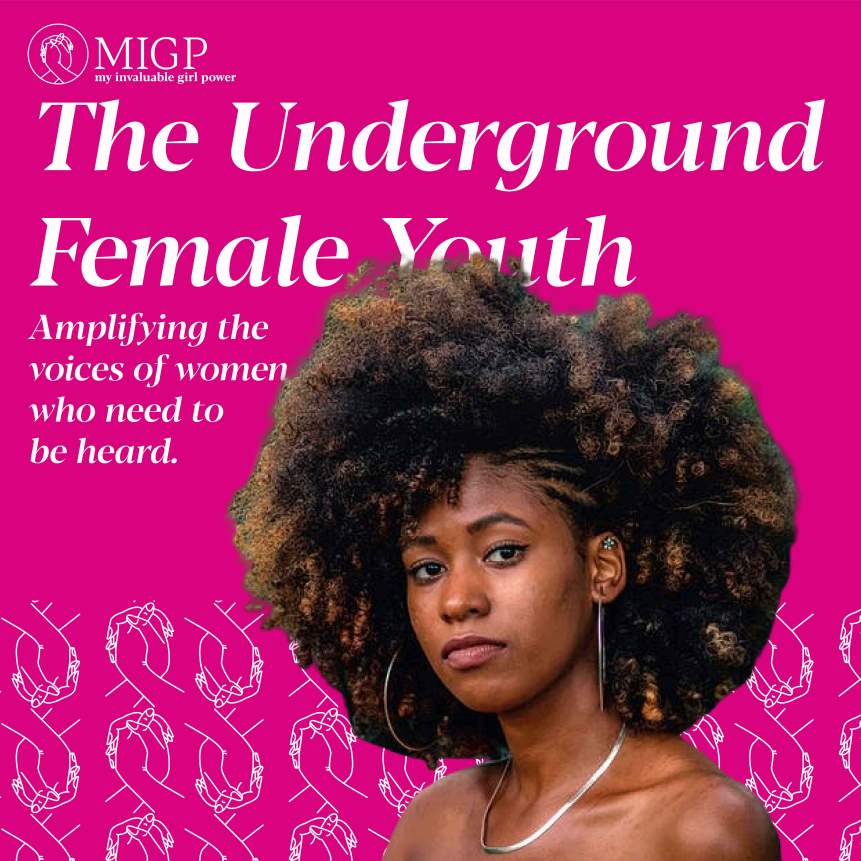 MIGP
my invaluable girl power
The Underground
Female Youth
Amplifying the
voices of women
who need to
be heard.